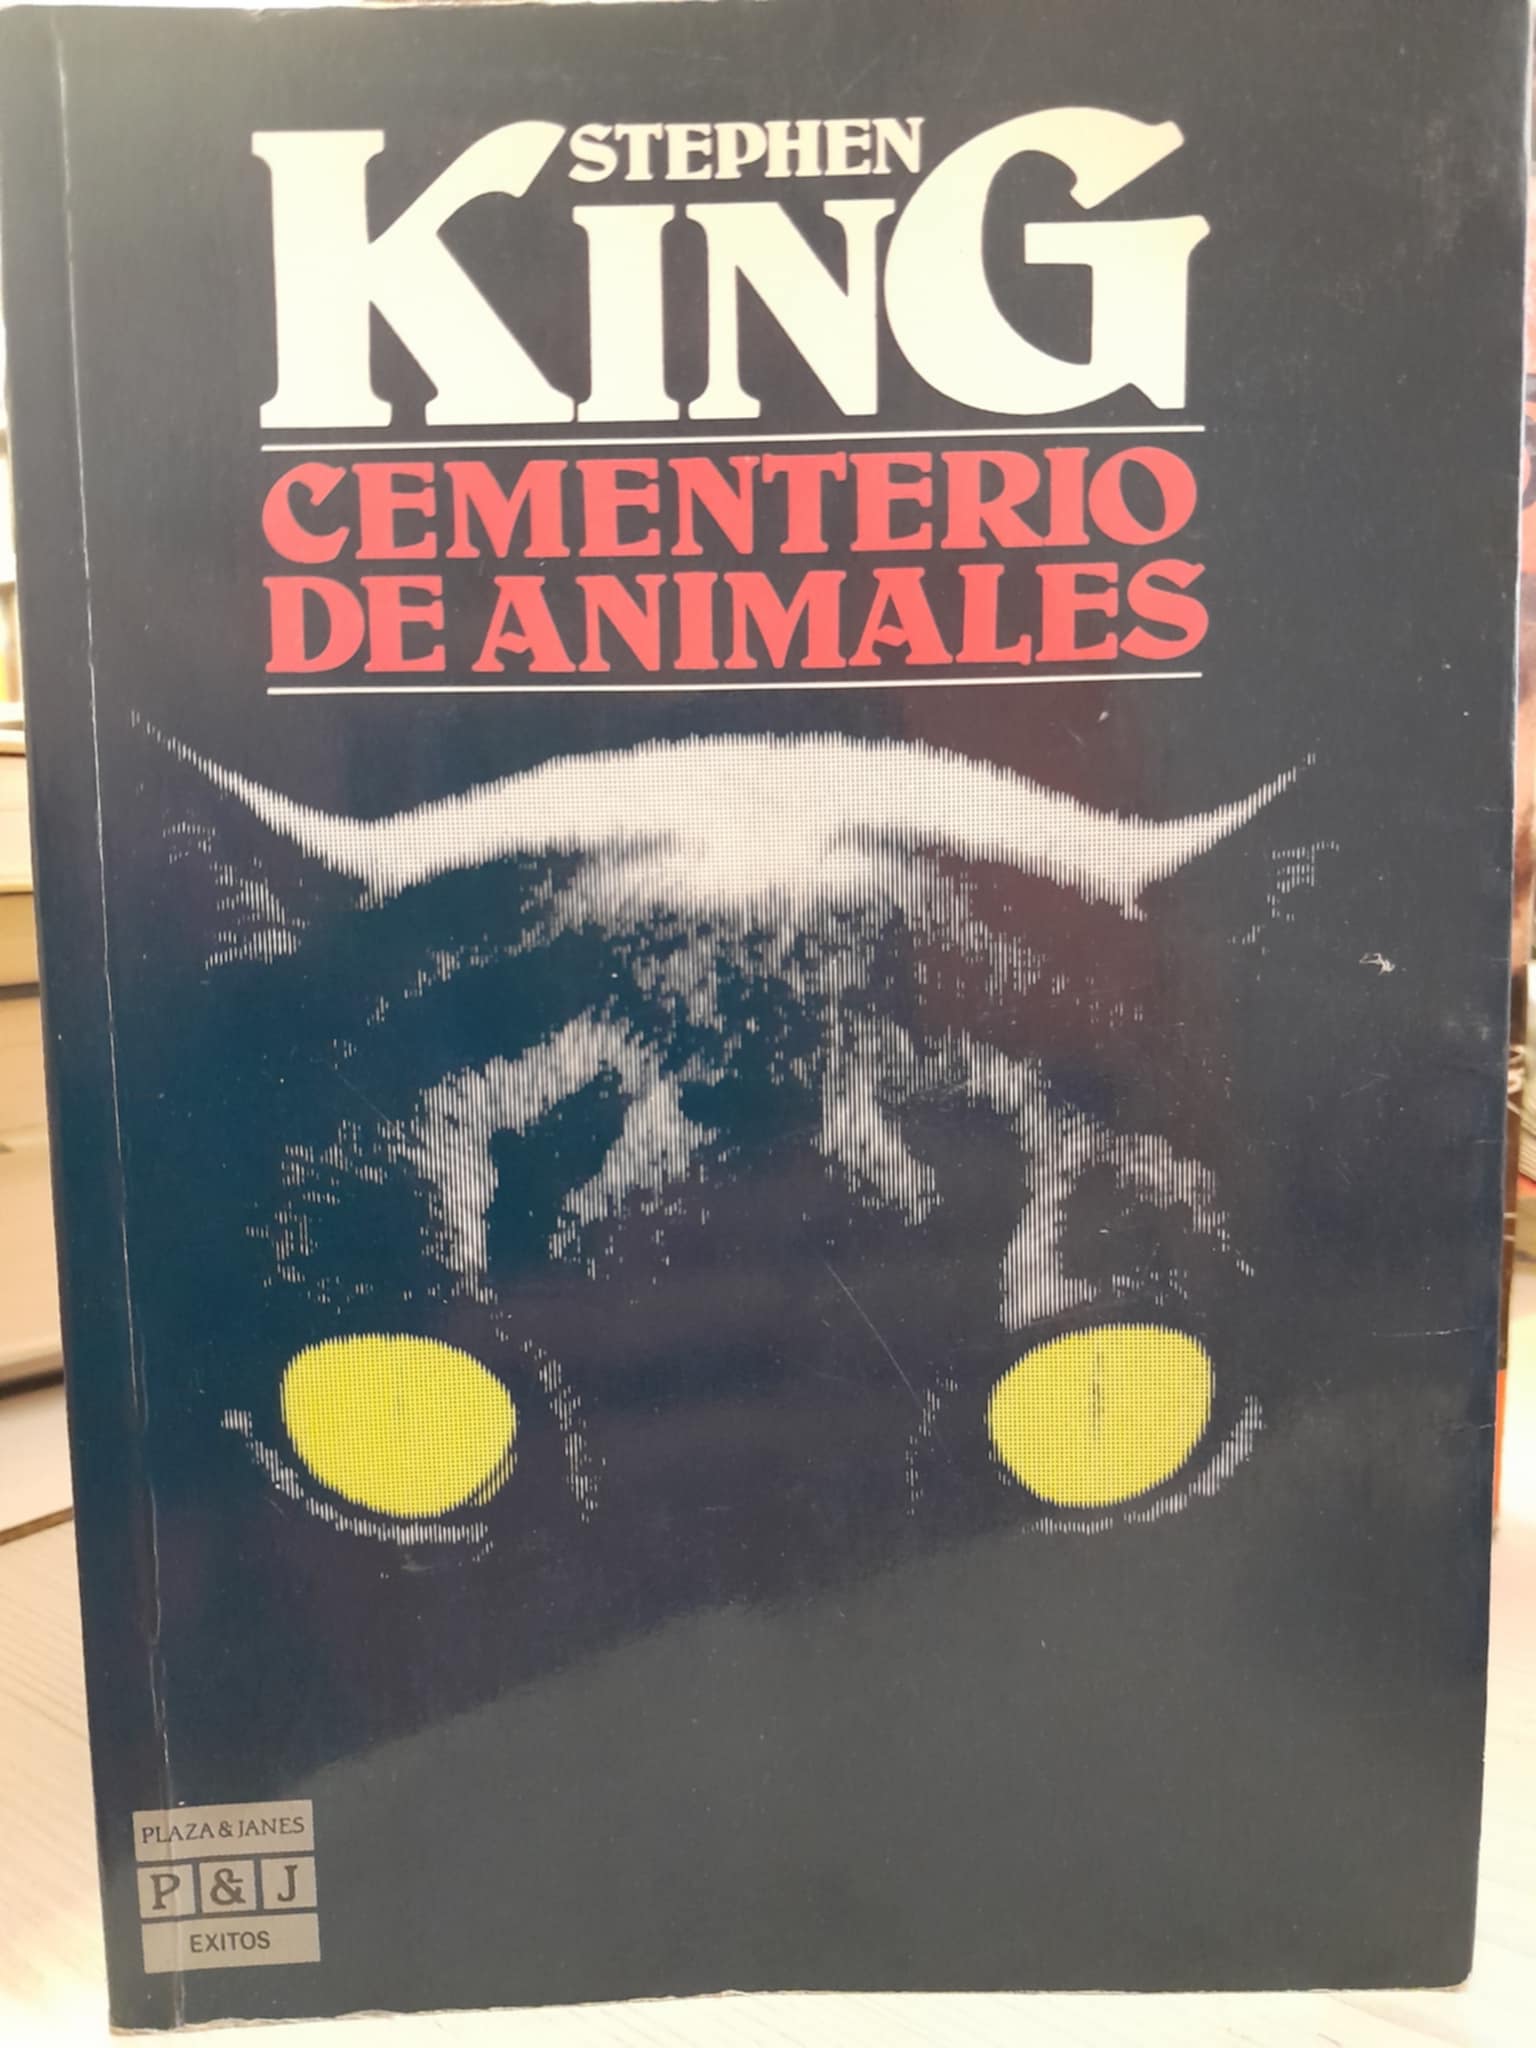 STEPHEN
KING
CEMENTERIO
DE ANIMALES
PLAZA & JANES
P & J
EXITOS